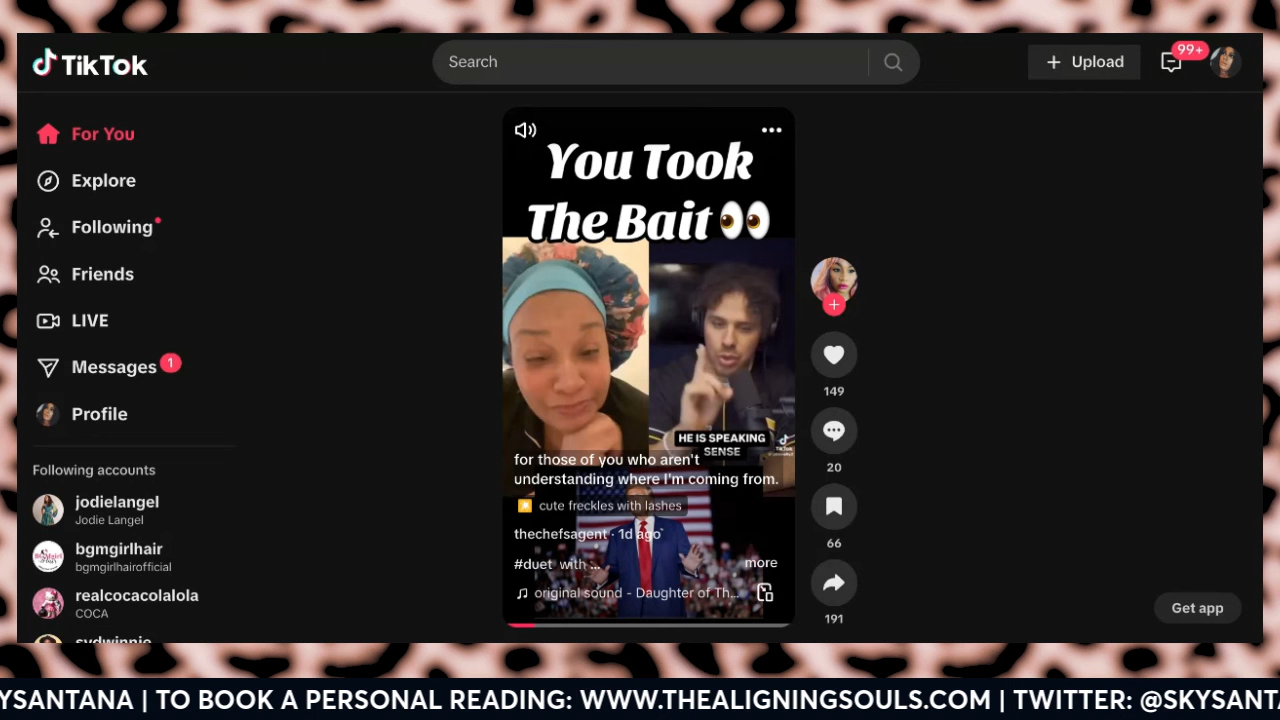 TikTok
Search
Upload
99+
For You
Explore
Following
Friends
LIVE
Messages 1
Profile
Following accounts
jodielangel
Jodie Langel
bgmgirlhair
bgmgirlhairofficial
realcocacolalola
COCA
sydwinnie
You Took
The Bait
HE IS SPEAKING
SENSE
for those of you who aren't
understanding where I'm coming from.
cute freckles with lashes
thechefsagent · 1d ago
#duet with ... more
original sound - Daughter of Th...
149
20
66
191
Get app
YSANTANA | TO BOOK A PERSONAL READING: WWW.THEALIGNINGSOULS.COM | TWITTER: @SKYSANTA